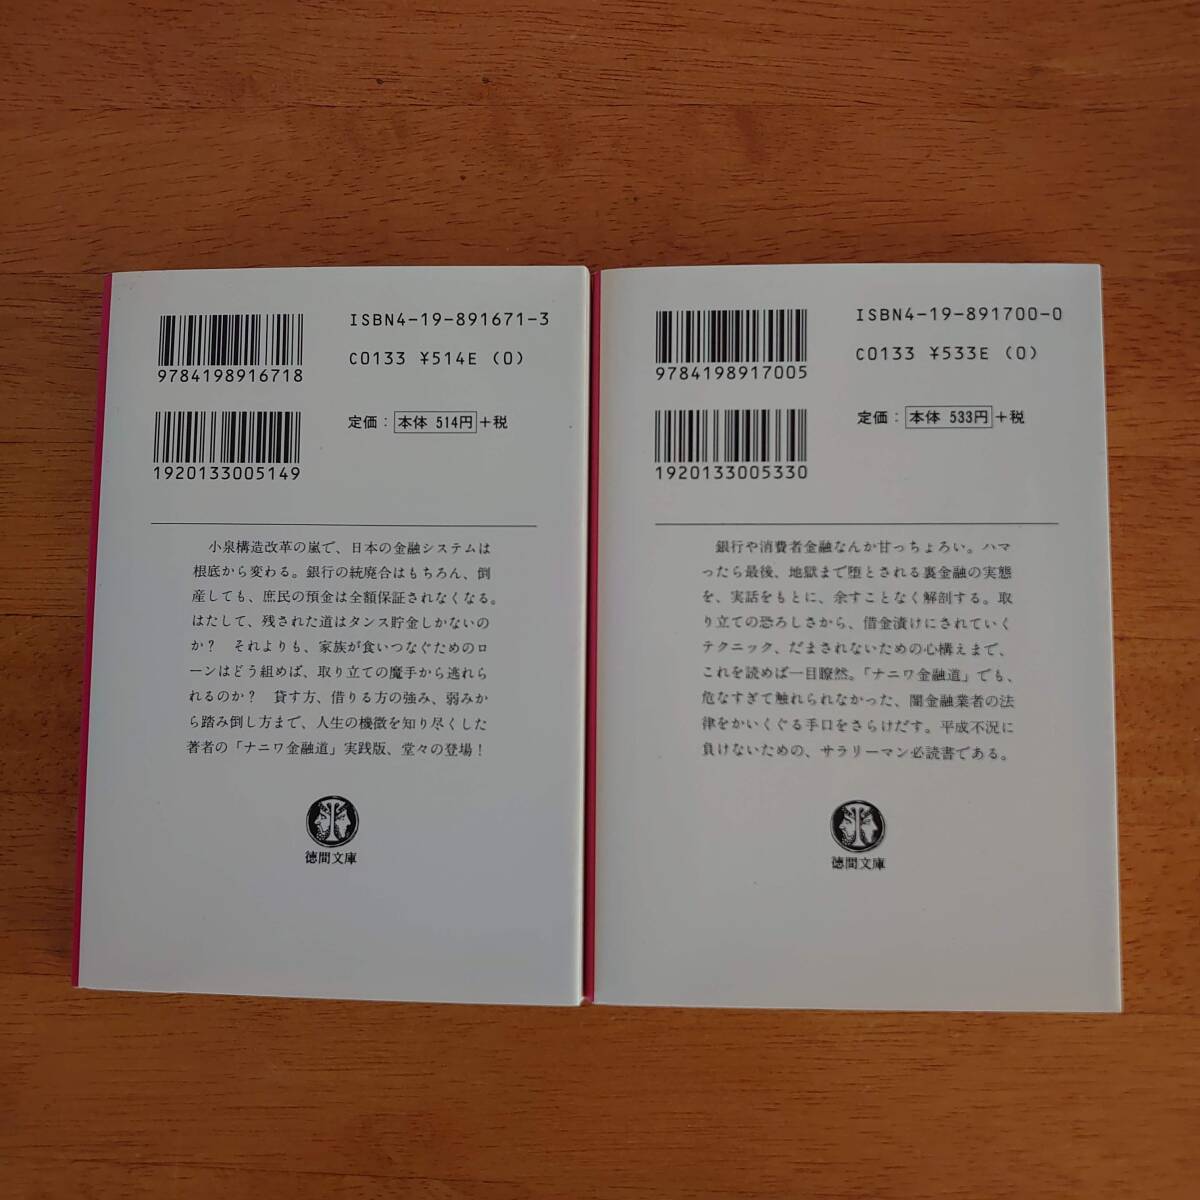 ISBN4-19-891671-3
C0133 ¥514E (0)
9784198916718
定価：本体 514円+税
1920133005149
小泉構造改革の嵐で、日本の金融システムは
根底から変わる。銀行の統廃合はもちろん、倒
産しても、庶民の預金は全額保証されなくなる。
はたして、残された道はタンス貯金しかないの
か？　それよりも、家族が食いつなぐためのロ
ーンはどう組めば、取り立ての魔手から逃れら
れるのか？　貸す方、借りる方の強み、弱みか
ら踏み倒し方まで、人生の機微を知り尽くした
著者の「ナニワ金融道」実践版、堂々の登場！
徳間文庫
ISBN4-19-891700-0
C0133 ¥533E (0)
9784198917005
定価：本体 533円+税
1920133005330
銀行や消費者金融なんか甘っちょろい。ハマ
ったら最後、地獄まで堕とされる裏金融の実態
を、実話をもとに、余すことなく解剖する。取
り立ての恐ろしさから、借金漬けにされていく
テクニック、だまされないための心構えまで、
これを読めば一目瞭然。「ナニワ金融道」でも、
危なすぎて触れられなかった、闇金融業者の法
律をかいくぐる手口をさらけだす。平成不況に
負けないための、サラリーマン必読書である。
徳間文庫